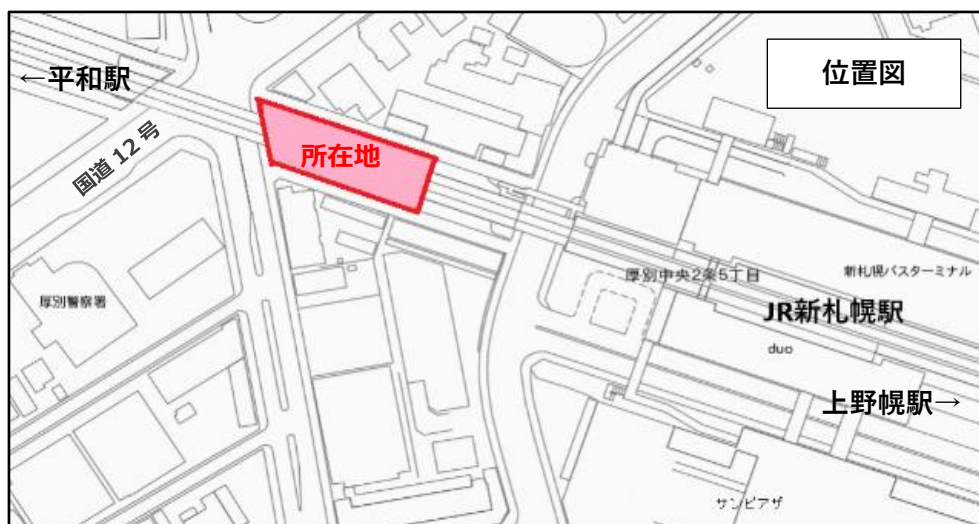 位置図
←平和駅
国道 12 号
所在地
厚別中央2条5丁目
新札幌バスターミナル
厚別警察署
JR新札幌駅
duo
上野幌駅→
サンピアザ